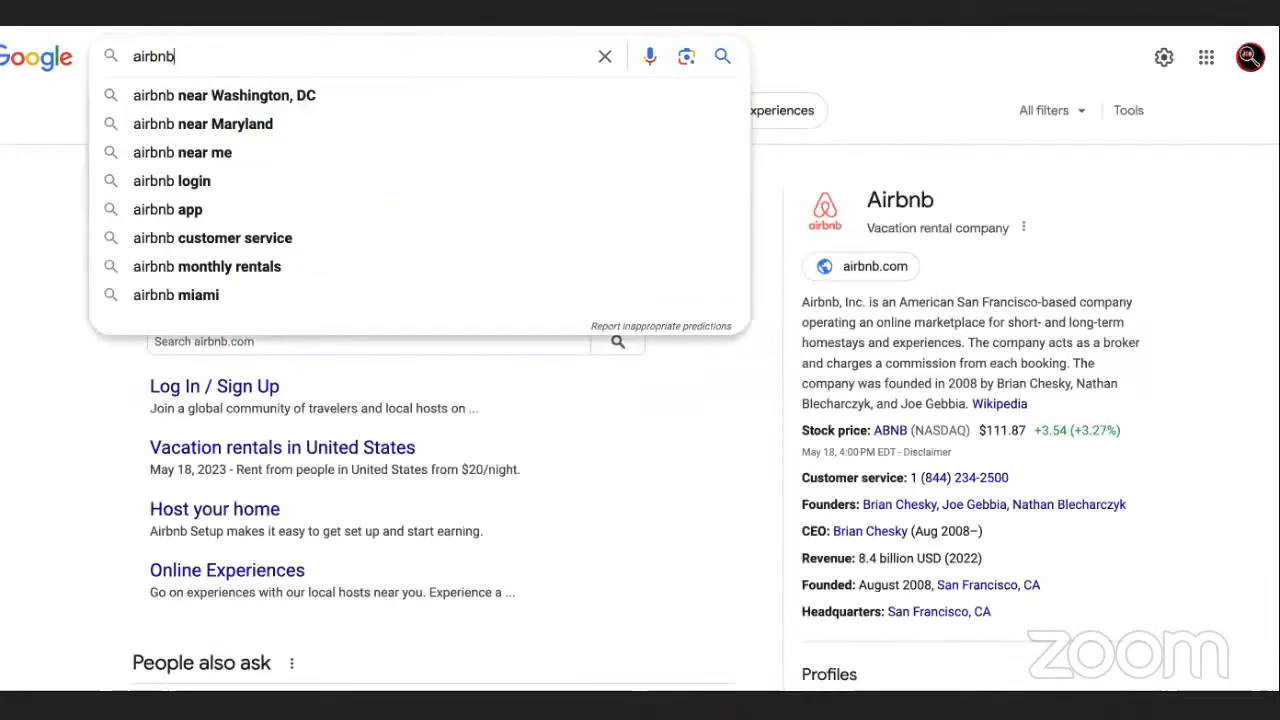 Google
airbnb
airbnb near Washington, DC
airbnb near Maryland
airbnb near me
airbnb login
airbnb app
airbnb customer service
airbnb monthly rentals
airbnb miami
Report inappropriate predictions
Search airbnb.com
Log In / Sign Up
Join a global community of travelers and local hosts on ...
Vacation rentals in United States
May 18, 2023 - Rent from people in United States from $20/night.
Host your home
Airbnb Setup makes it easy to get set up and start earning.
Online Experiences
Go on experiences with our local hosts near you. Experience a ...
People also ask
xperiences
All filters
Tools
airbnb
Airbnb
Vacation rental company
airbnb.com
Airbnb, Inc. is an American San Francisco-based company
operating an online marketplace for short- and long-term
homestays and experiences. The company acts as a broker
and charges a commission from each booking. The
company was founded in 2008 by Brian Chesky, Nathan
Blecharczyk, and Joe Gebbia. Wikipedia
Stock price: ABNB (NASDAQ) $111.87 +3.54 (+3.27%)
May 18, 4:00 PM EDT - Disclaimer
Customer service: 1 (844) 234-2500
Founders: Brian Chesky, Joe Gebbia, Nathan Blecharczyk
CEO: Brian Chesky (Aug 2008–)
Revenue: 8.4 billion USD (2022)
Founded: August 2008, San Francisco, CA
Headquarters: San Francisco, CA
Profiles
zoom